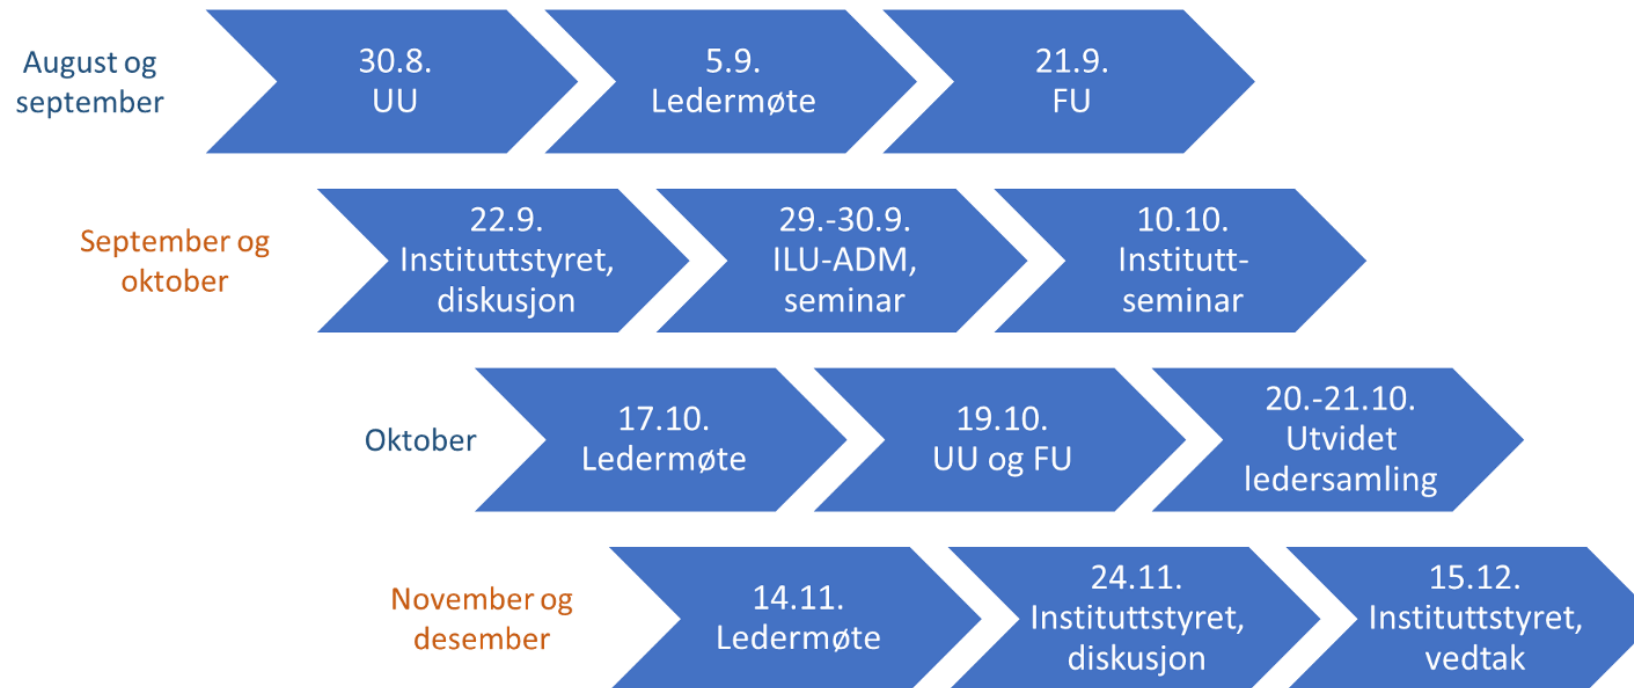 August og
september
30.8.
UU
5.9.
Ledermøte
21.9.
FU
September og
oktober
22.9.
Instituttstyret,
diskusjon
29.-30.9.
ILU-ADM,
seminar
10.10.
Institutt-
seminar
Oktober
17.10.
Ledermøte
19.10.
UU og FU
20.-21.10.
Utvidet
ledersamling
November og
desember
14.11.
Ledermøte
24.11.
Instituttstyret,
diskusjon
15.12.
Instituttstyret,
vedtak